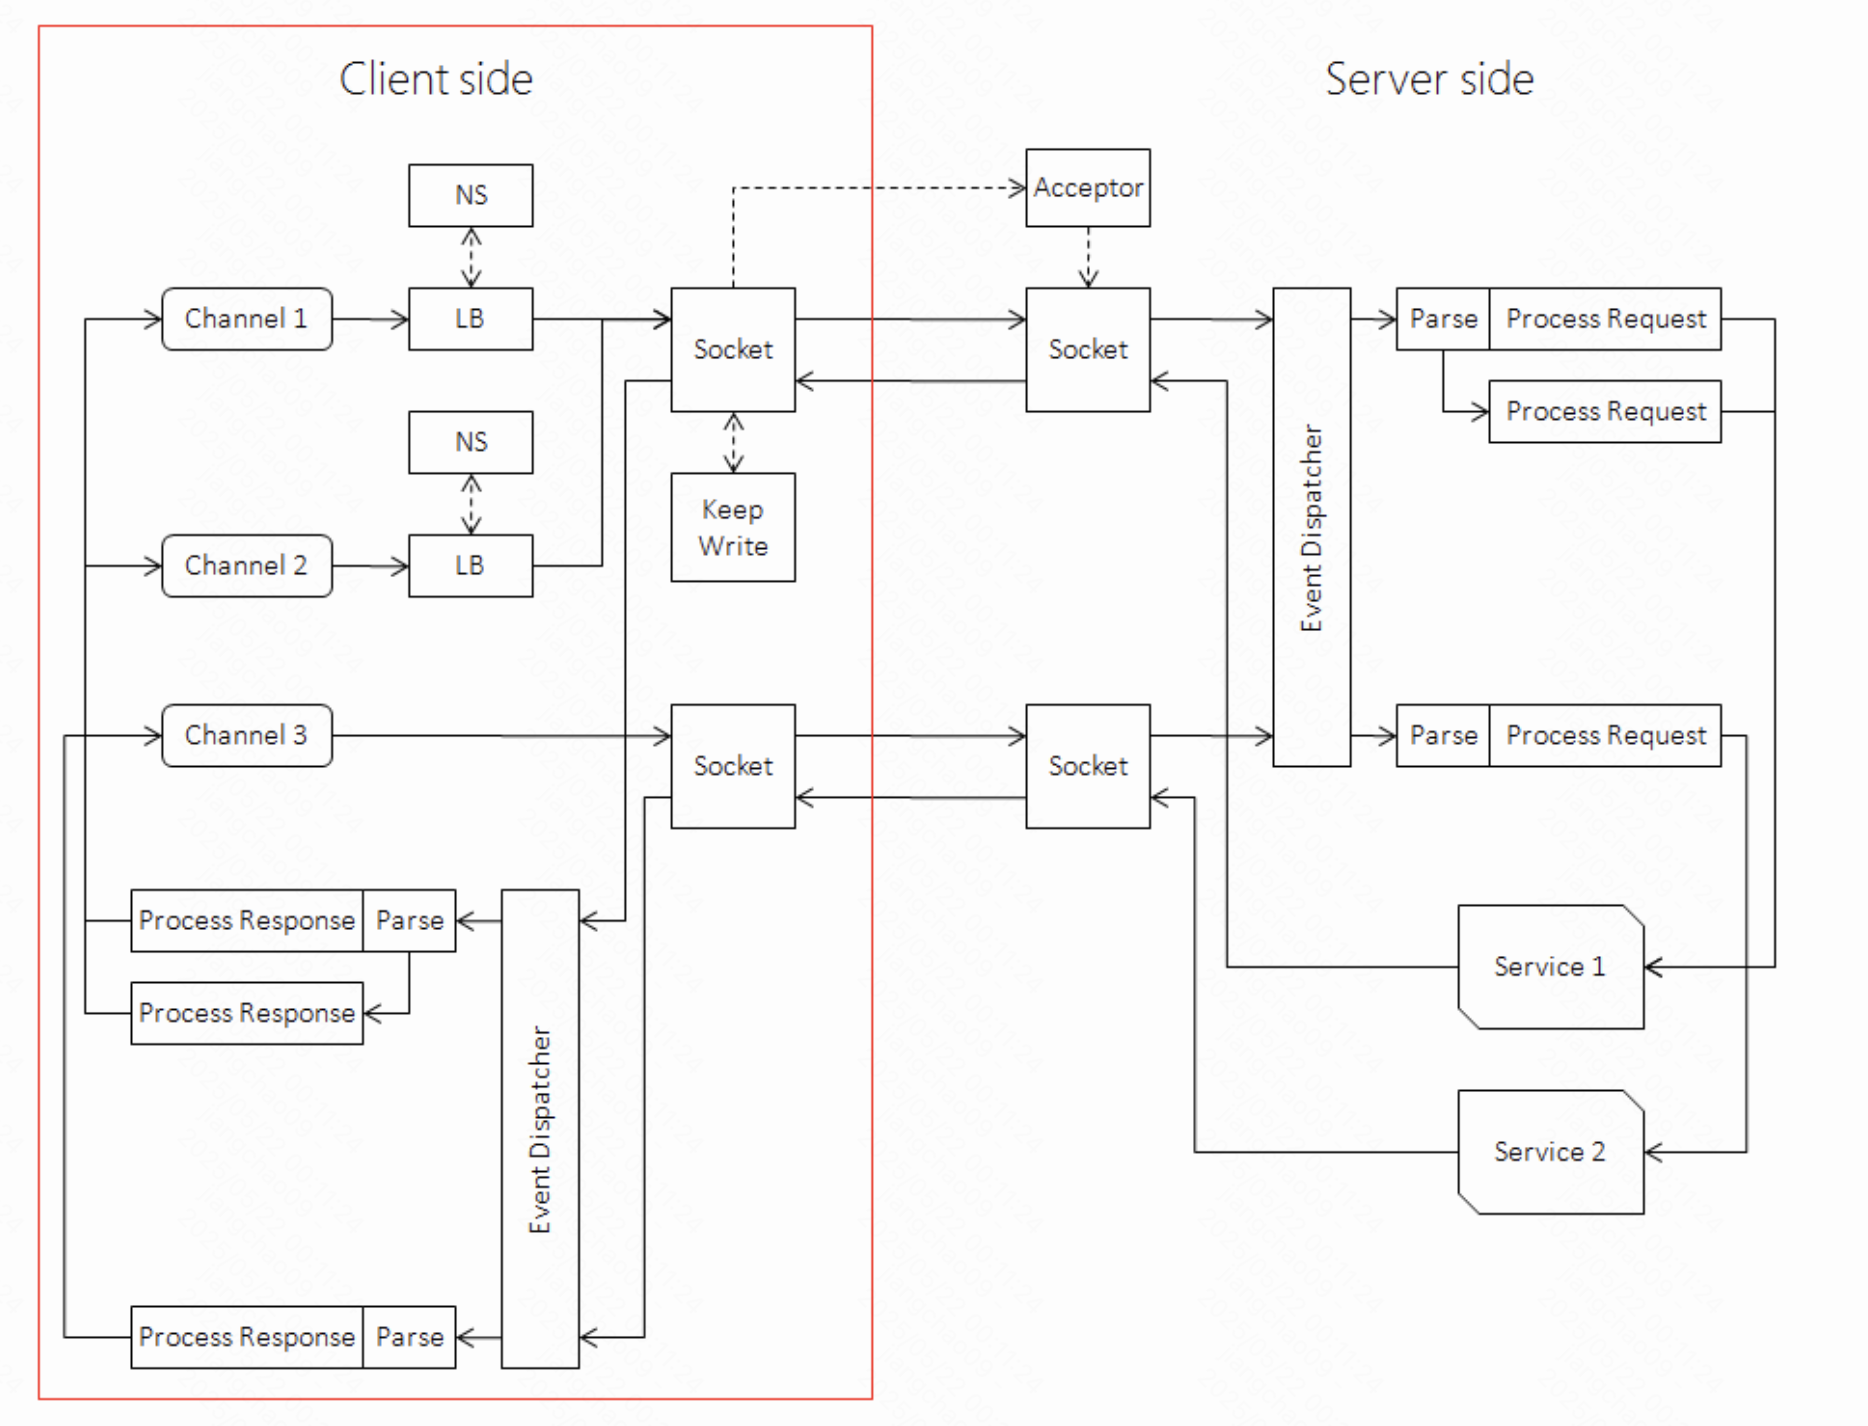 Client side
Server side
NS
Acceptor
Channel 1
LB
Socket
Socket
Parse
Process Request
Process Request
NS
Keep
Write
Channel 2
LB
Event Dispatcher
Channel 3
Socket
Socket
Parse
Process Request
Process Response
Parse
Process Response
Service 1
Event Dispatcher
Service 2
Process Response
Parse